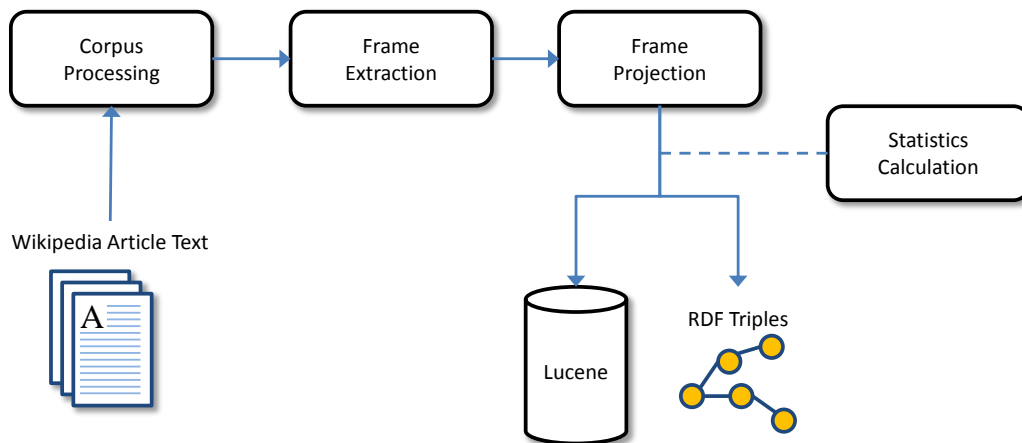 Corpus
Processing
Frame
Extraction
Frame
Projection
Statistics
Calculation
Wikipedia Article Text
A
Lucene
RDF Triples